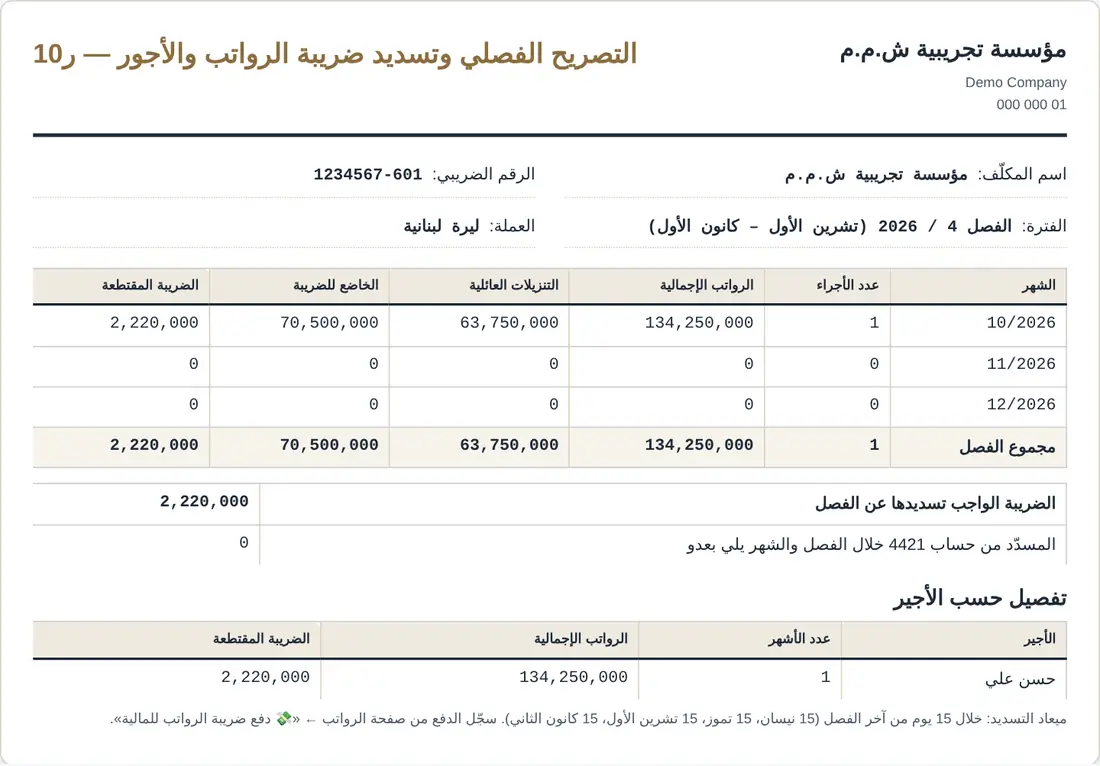 مؤسسة تجريبية ش.م.م
التصريح الفصلي وتسديد ضريبة الرواتب والأجور — ر10
Demo Company
000 000 01
اسم المكلّف: مؤسسة تجريبية ش.م.م
الرقم الضريبي: 1234567-601
الفترة: الفصل 4 / 2026 (تشرين الأول – كانون الأول)
العملة: ليرة لبنانية
الشهر عدد الأجراء الرواتب الإجمالية التنزيلات العائلية الخاضع للضريبة الضريبة المقتطعة
10/2026 1 134,250,000 63,750,000 70,500,000 2,220,000
11/2026 0 0 0 0 0
12/2026 0 0 0 0 0
مجموع الفصل 1 134,250,000 63,750,000 70,500,000 2,220,000
الضريبة الواجب تسديدها عن الفصل 2,220,000
المسدّد من حساب 4421 خلال الفصل والشهر يلي بعدو 0
تفصيل حسب الأجير
الأجير عدد الأشهر الرواتب الإجمالية الضريبة المقتطعة
حسن علي 1 134,250,000 2,220,000
ميعاد التسديد: خلال 15 يوم من آخر الفصل (15 نيسان، 15 تموز، 15 تشرين الأول، 15 كانون الثاني). سجّل الدفع من صفحة الرواتب ← «💸 دفع ضريبة الرواتب للمالية».